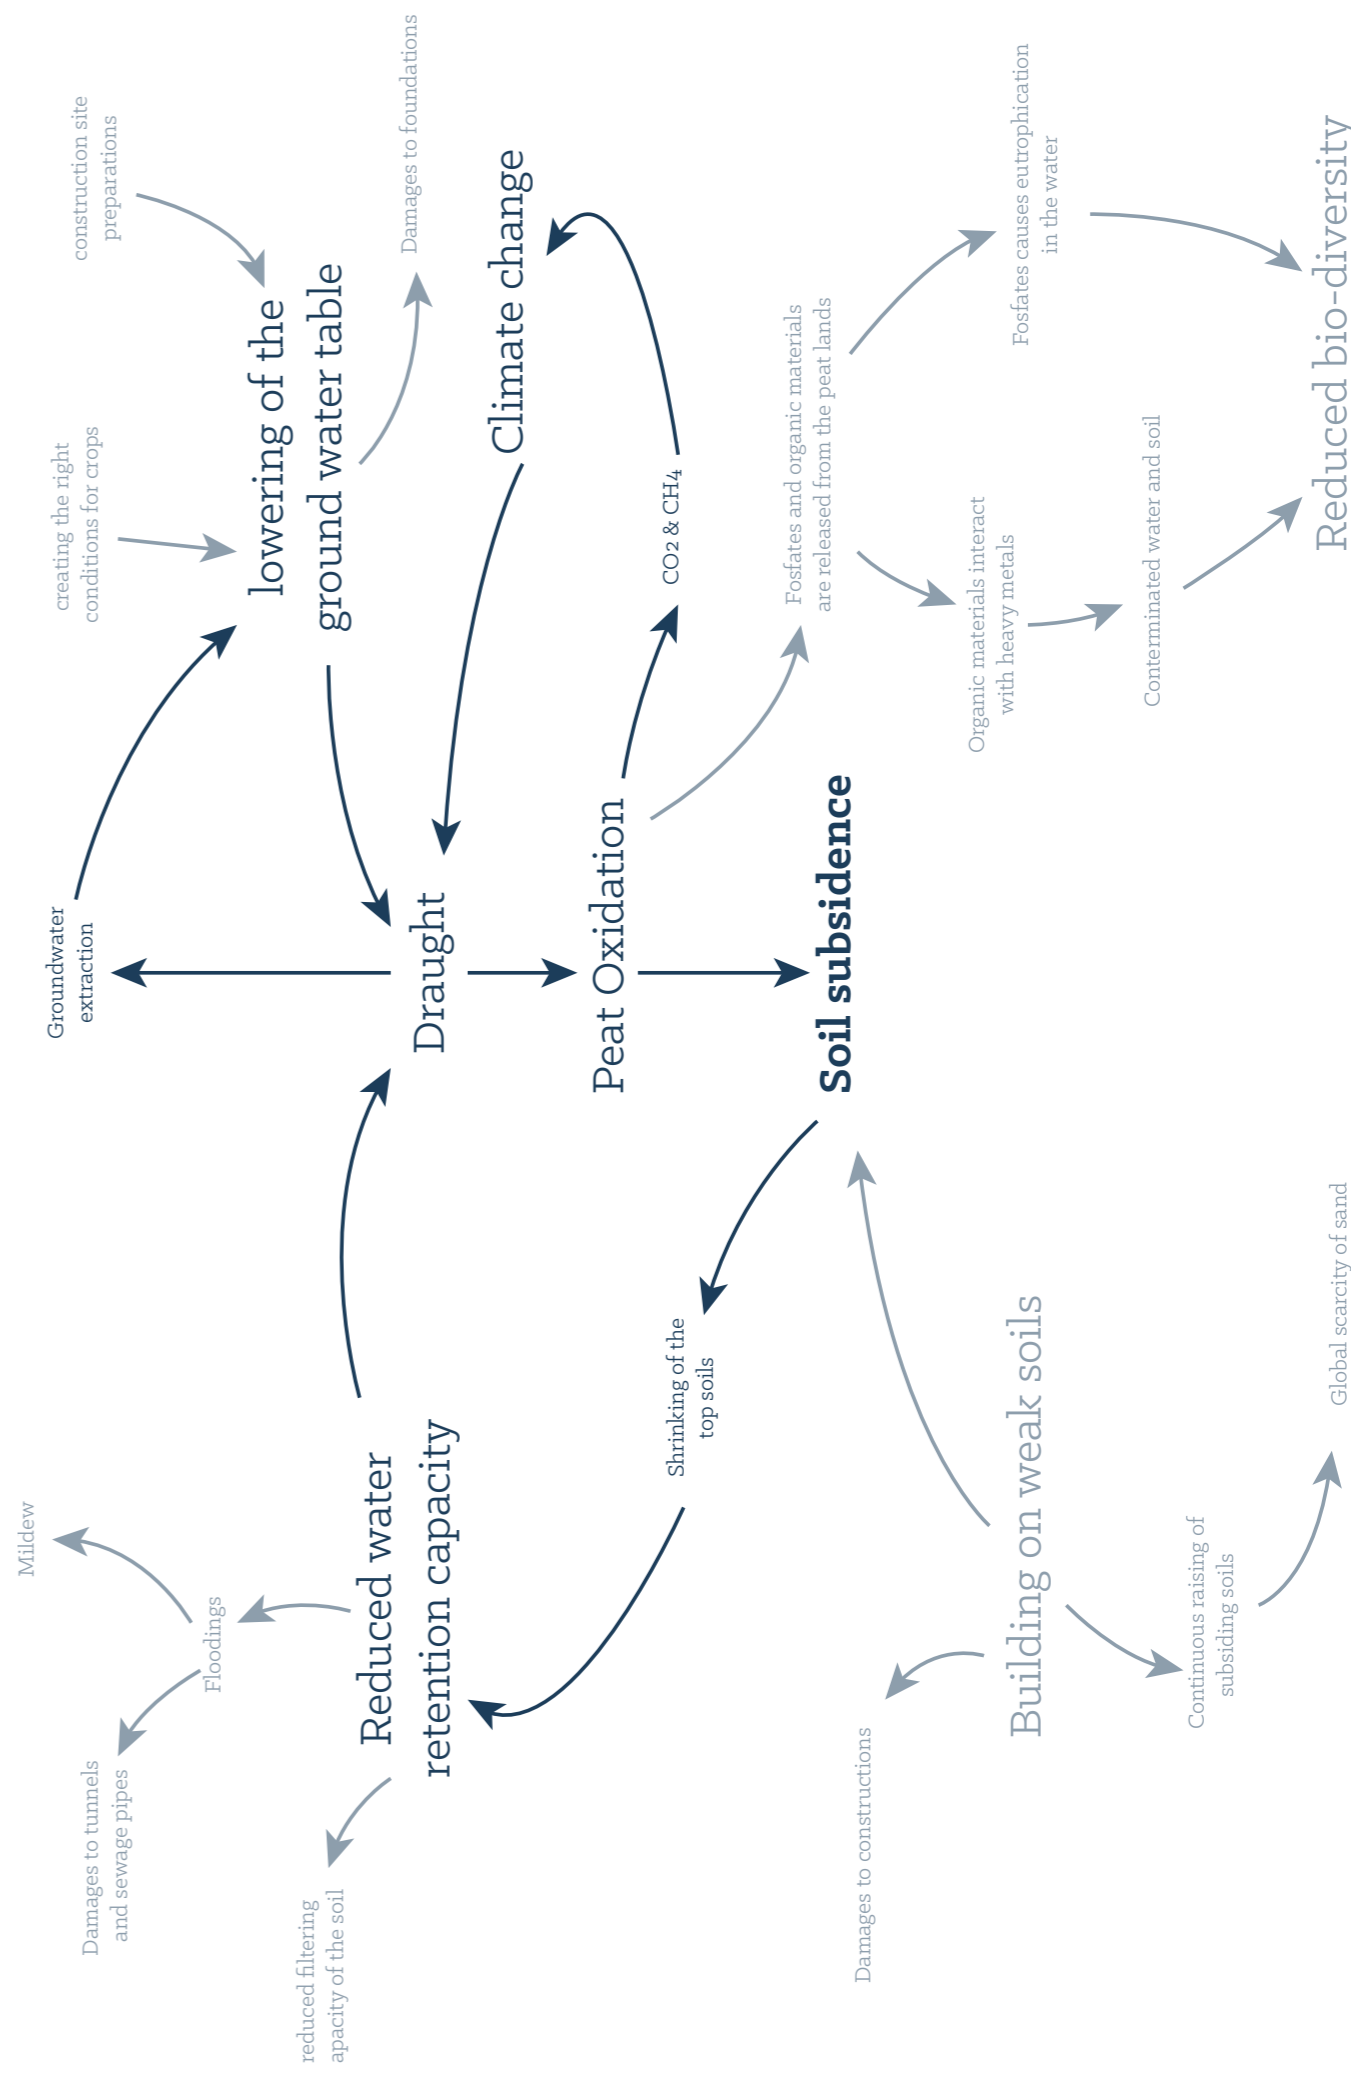 Mildew
Floodings
Damages to tunnels
and sewage pipes
reduced filtering
apacity of the soil
Reduced water
retention capacity
Groundwater
extraction
creating the right
conditions for crops
construction site
preparations
lowering of the
ground water table
Damages to foundations
Draught
Climate change
Peat Oxidation
CO2 & CH4
Shrinking of the
top soils
Soil subsidence
Fosfates and organic materials
are released from the peat lands
Damages to constructions
Building on weak soils
Organic materials interact
with heavy metals
Fosfates causes eutrophication
in the water
Conterminated water and soil
Continuous raising of
subsiding soils
Global scarcity of sand
Reduced bio-diversity